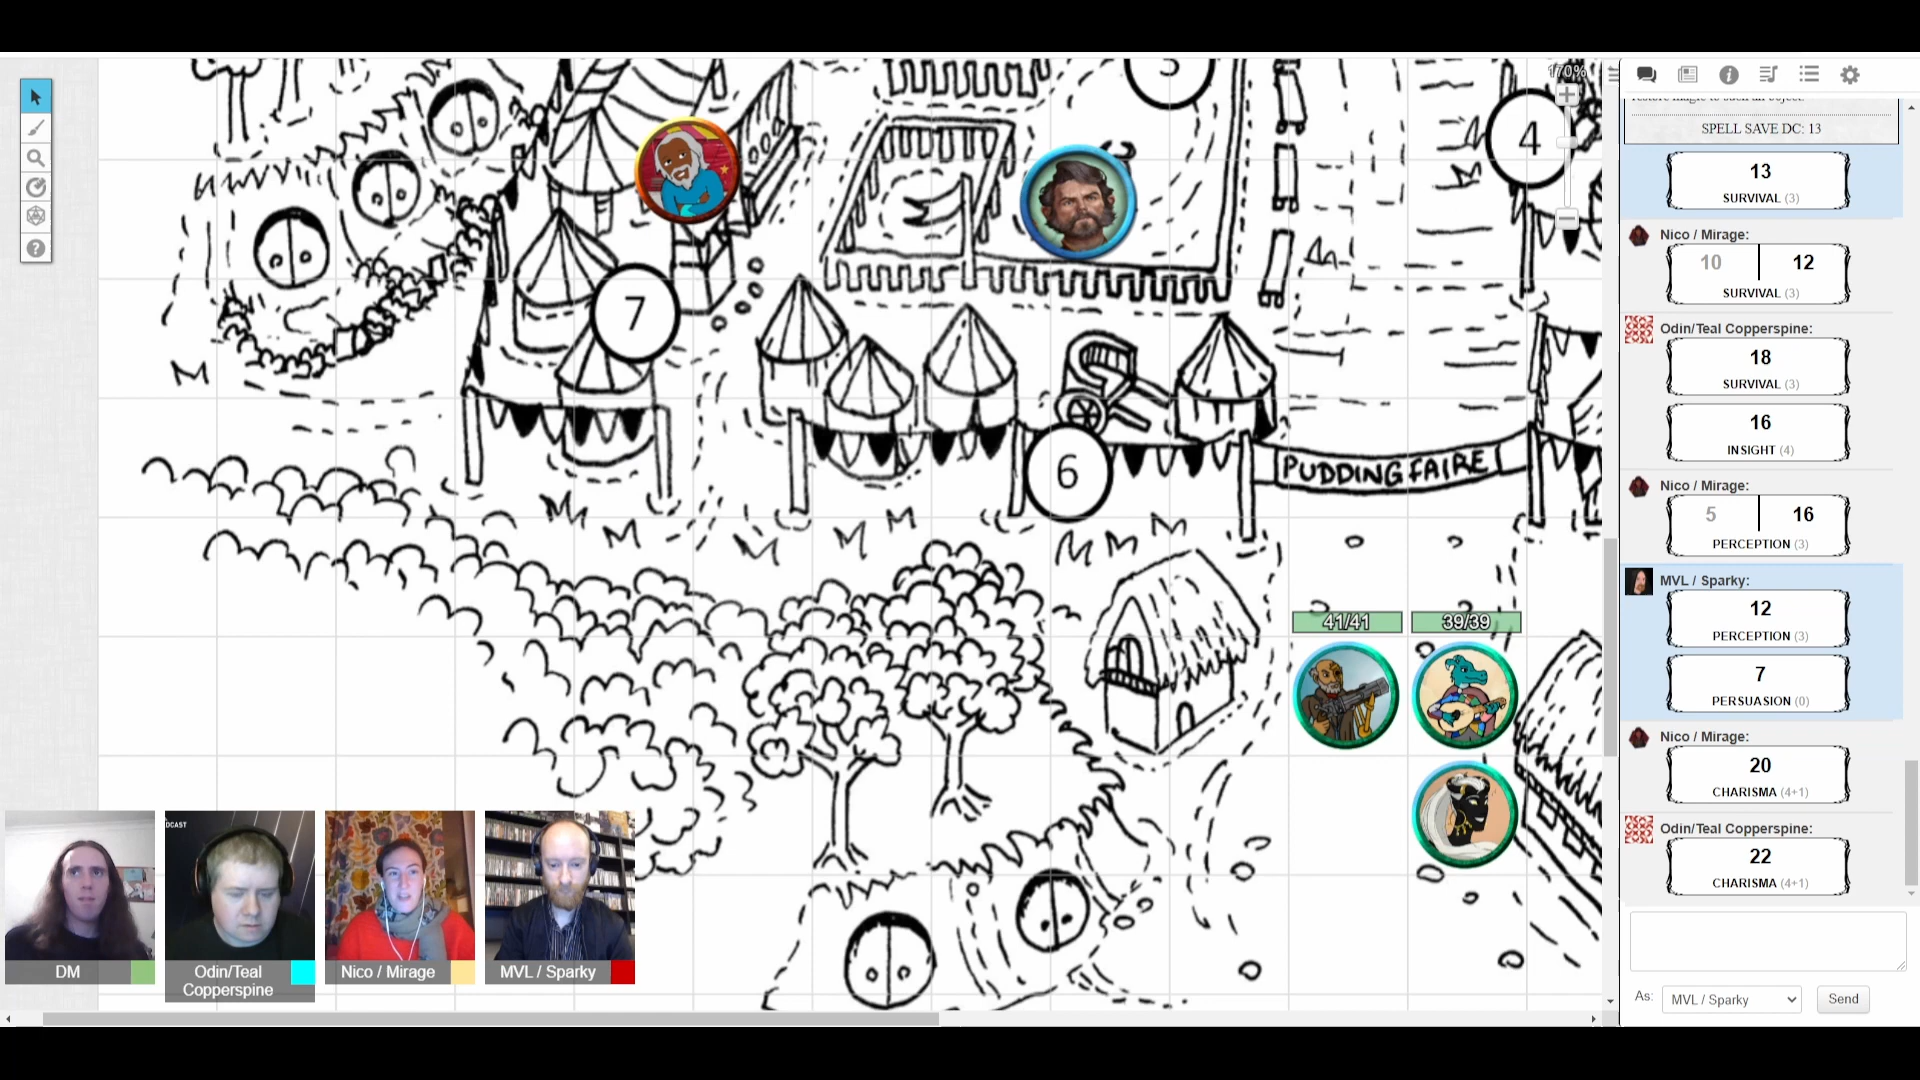 170%
SPELL SAVE DC: 13
13
SURVIVAL (3)
Nico / Mirage:
10 12
SURVIVAL (3)
Odin/Teal Copperspine:
18
SURVIVAL (3)
16
INSIGHT (4)
Nico / Mirage:
5 16
PERCEPTION (3)
MVL / Sparky:
12
PERCEPTION (3)
7
PERSUASION (0)
Nico / Mirage:
20
CHARISMA (4+1)
Odin/Teal Copperspine:
22
CHARISMA (4+1)
As:
MVL / Sparky
Send
4
7
6
PUDDING FAIRE
41/41
39/39
DCAST
DM
Odin/Teal
Copperspine
Nico / Mirage
MVL / Sparky